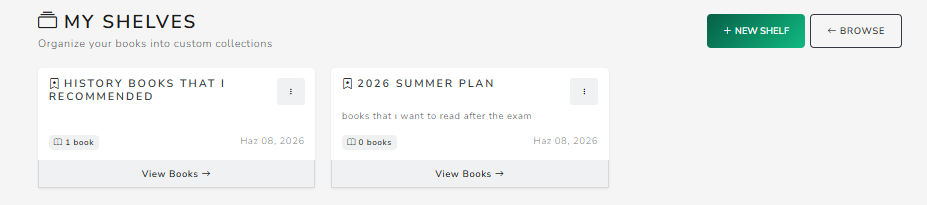 MY SHELVES
Organize your books into custom collections
+ NEW SHELF
← BROWSE
HISTORY BOOKS THAT I
RECOMMENDED
1 book
Haz 08, 2026
View Books →
2026 SUMMER PLAN
books that ı want to read after the exam
0 books
Haz 08, 2026
View Books →